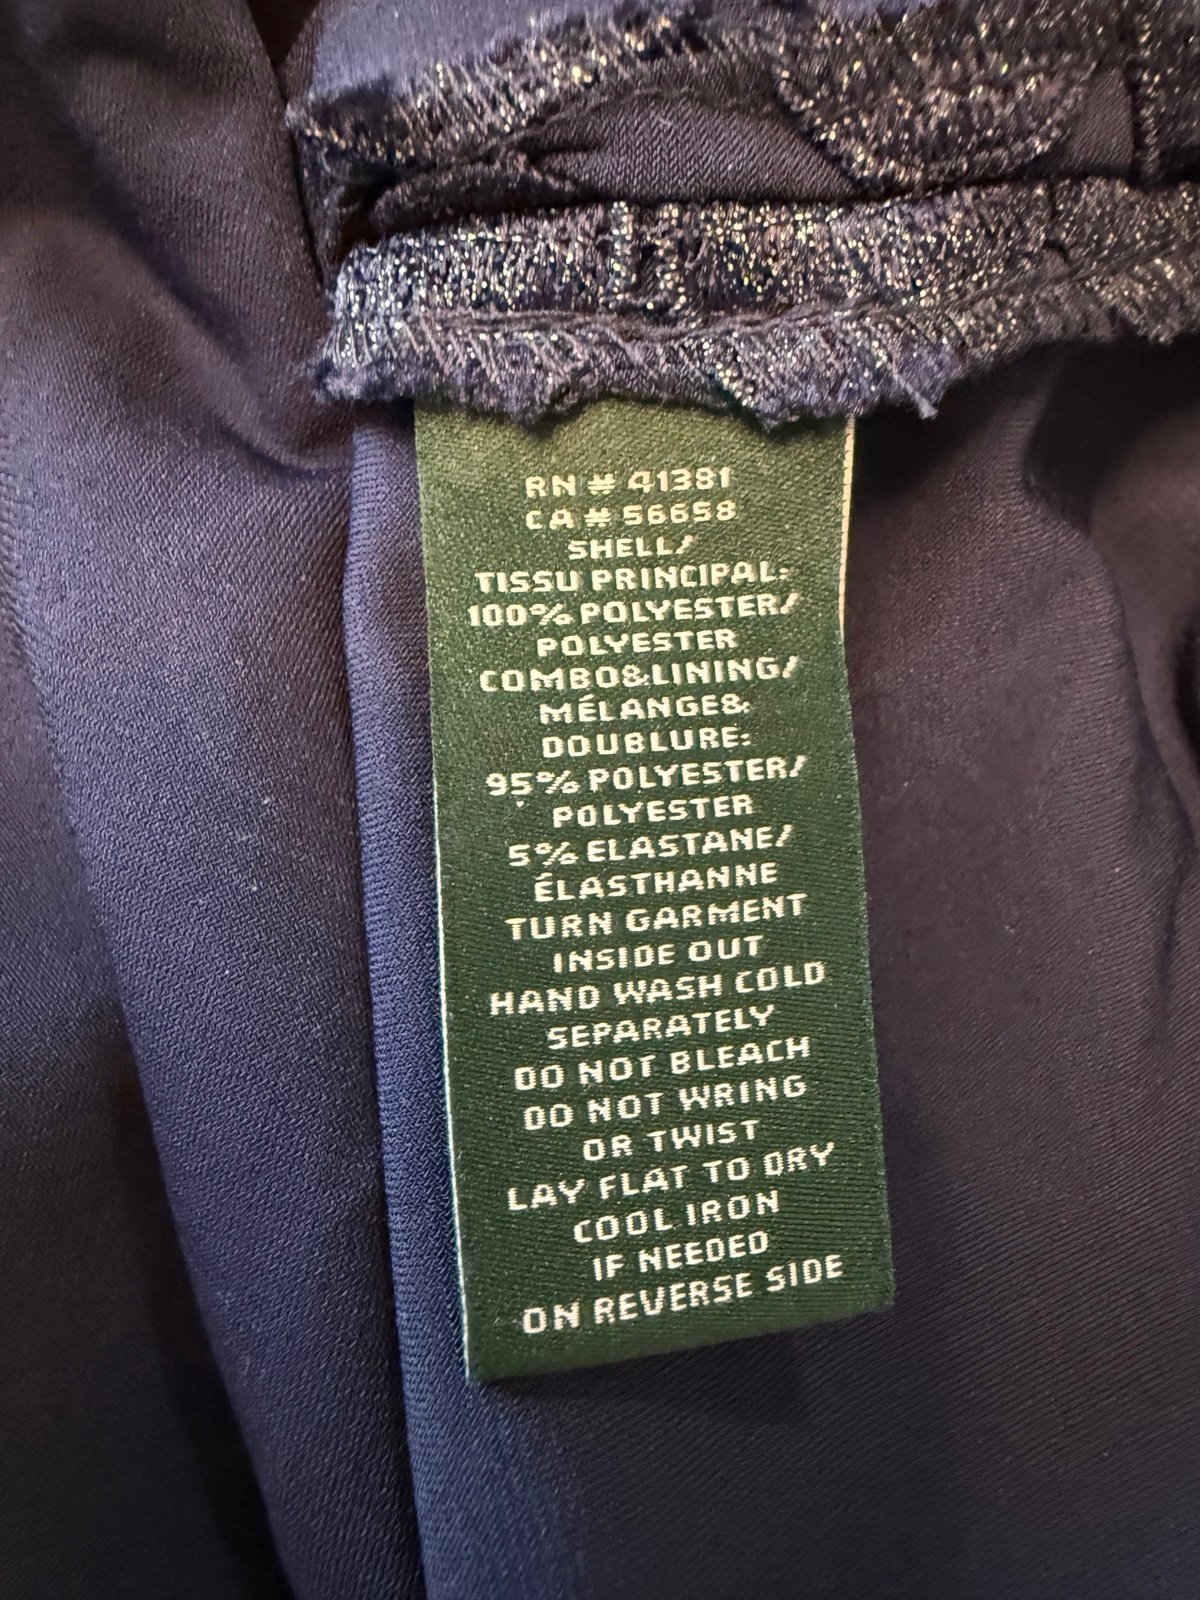 RN # 41381
CA # 56658
SHELL/
TISSU PRINCIPAL:
100% POLYESTER/
POLYESTER
COMBO&LINING/
MÉLANGE&
DOUBLURE:
95% POLYESTER/
POLYESTER
5% ELASTANE/
ÉLASTHANNE
TURN GARMENT
INSIDE OUT
HAND WASH COLD
SEPARATELY
DO NOT BLEACH
DO NOT WRING
OR TWIST
LAY FLAT TO DRY
COOL IRON
IF NEEDED
ON REVERSE SIDE